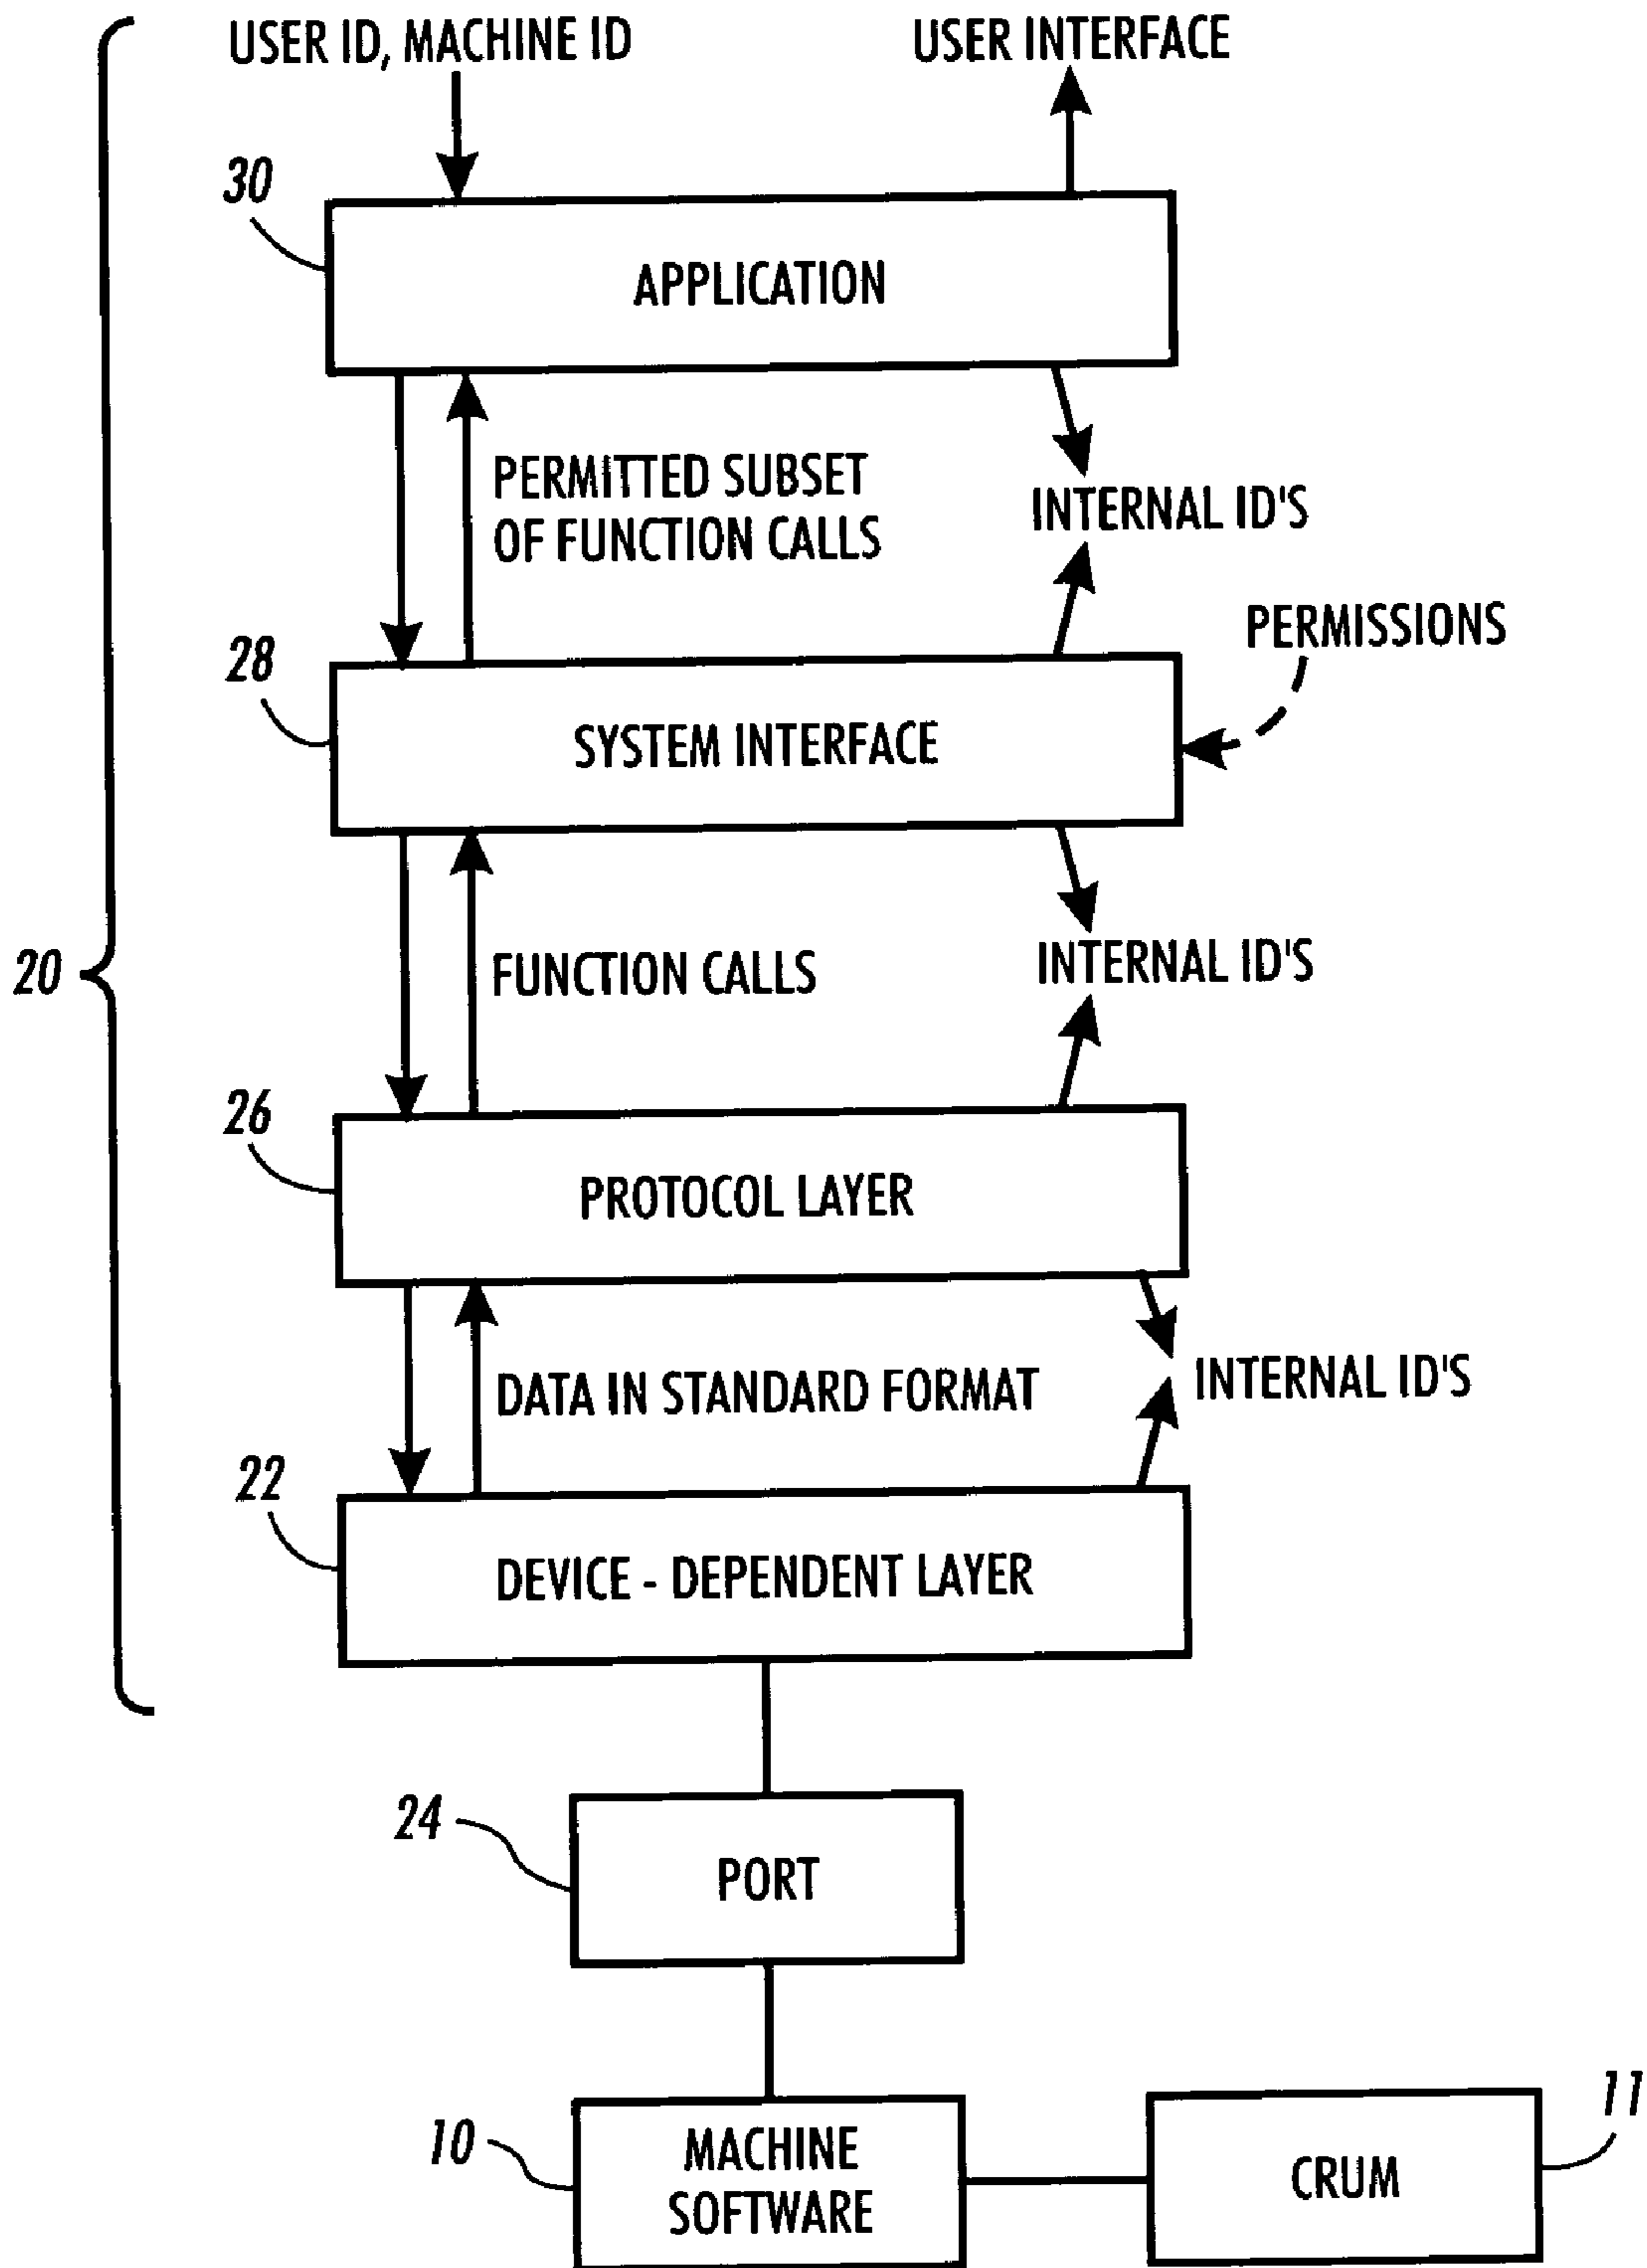 USER ID, MACHINE ID
USER INTERFACE
30
APPLICATION
PERMITTED SUBSET
OF FUNCTION CALLS
INTERNAL ID'S
PERMISSIONS
28
SYSTEM INTERFACE
20
FUNCTION CALLS
INTERNAL ID'S
26
PROTOCOL LAYER
DATA IN STANDARD FORMAT
INTERNAL ID'S
22
DEVICE - DEPENDENT LAYER
24
PORT
10
MACHINE
SOFTWARE
CRUM
11